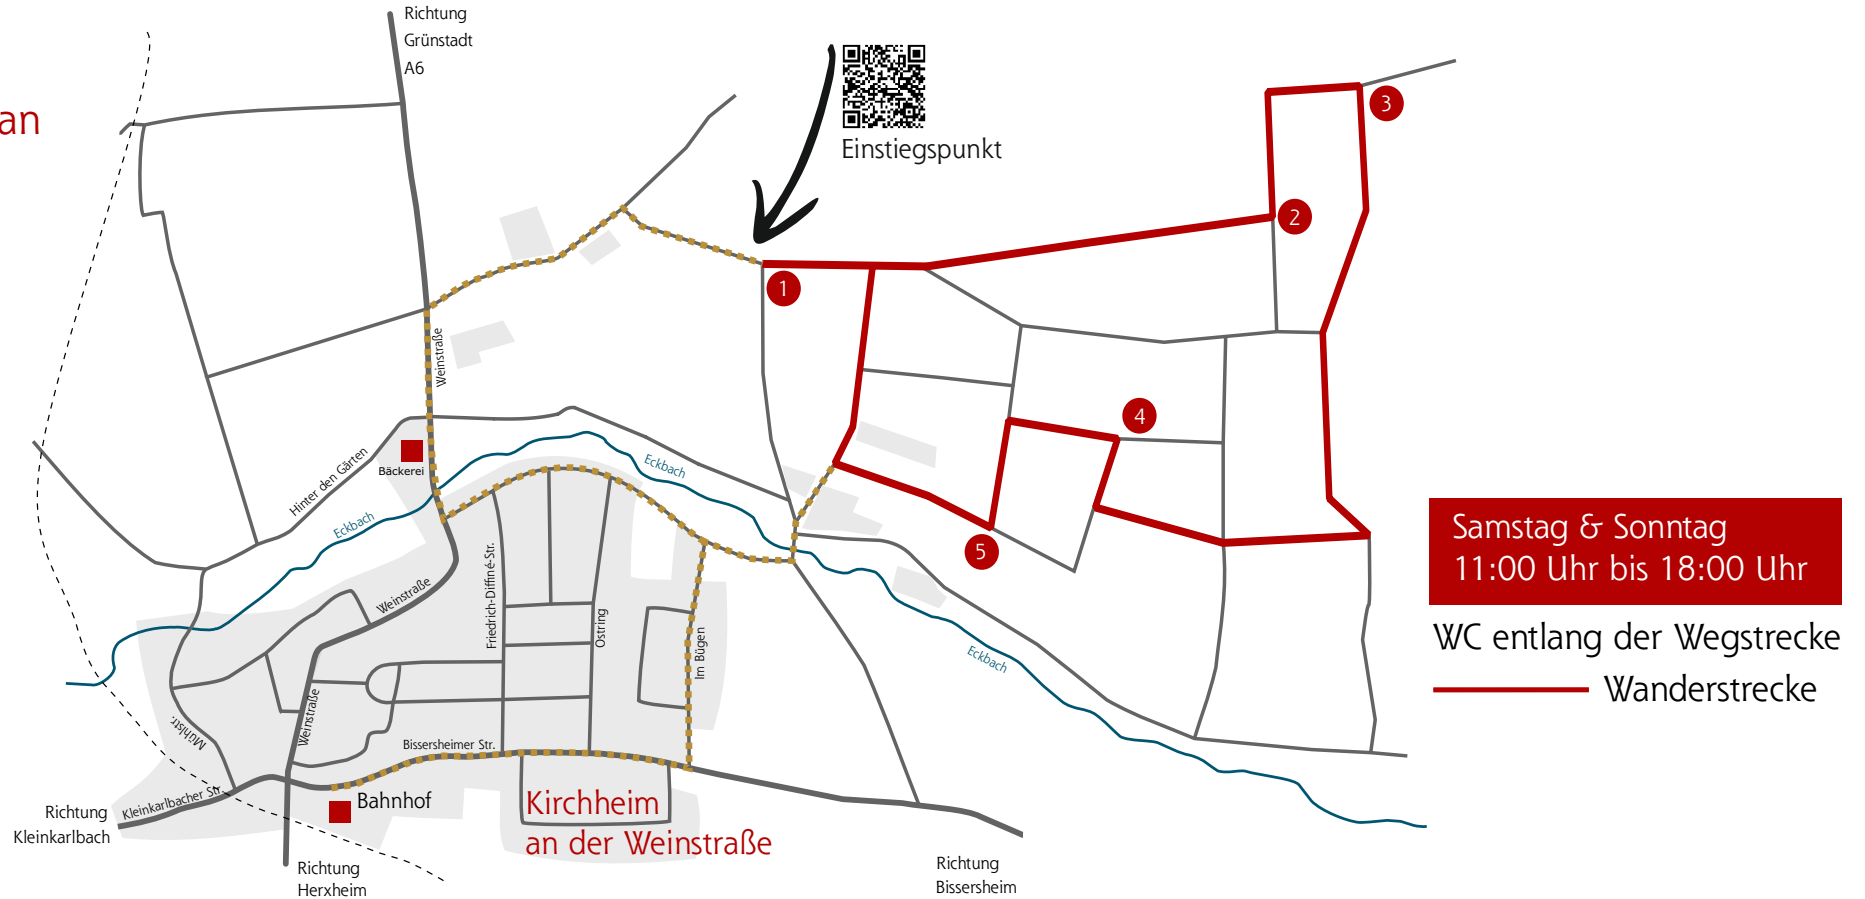 Richtung
Grünstadt
A6
an
Einstiegspunkt
3
2
1
Weinstraße
4
Bäckerei
Hinter den Gärten
Eckbach
Eckbach
5
Samstag & Sonntag
11:00 Uhr bis 18:00 Uhr
WC entlang der Wegstrecke
Wanderstrecke
Weinstraße
Friedrich-Diffiné-Str.
Ostring
Im Bügen
Eckbach
Mühlstr.
Weinstraße
Bissersheimer Str.
Kleinkarlbacher Str.
Bahnhof
Richtung
Kleinkarlbach
Kirchheim
an der Weinstraße
Richtung
Herxheim
Richtung
Bissersheim